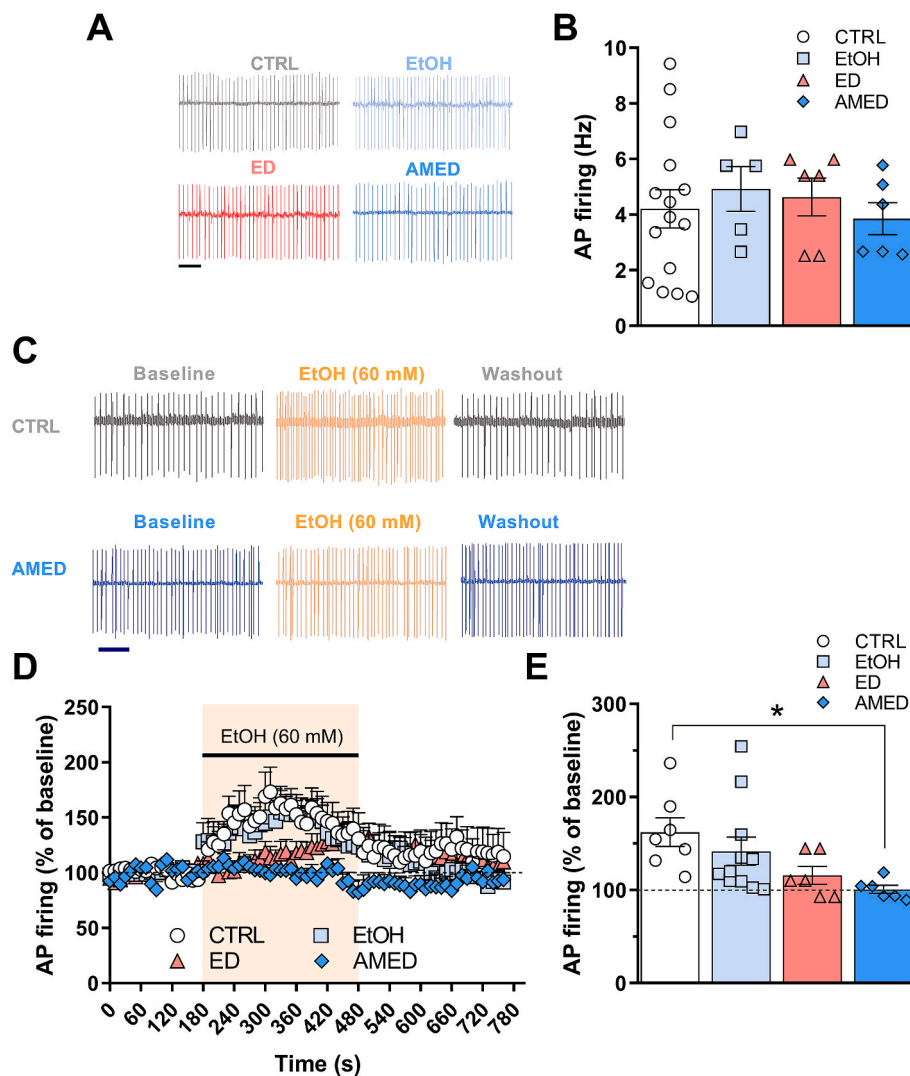 A
CTRL
EtOH
ED
AMED
B
CTRL
EtOH
ED
AMED
AP firing (Hz)
10
8
6
4
2
0
C
Baseline
EtOH (60 mM)
Washout
CTRL
Baseline
EtOH (60 mM)
Washout
AMED
D
AP firing (% of baseline)
250
200
150
100
50
0
EtOH (60 mM)
CTRL
EtOH
ED
AMED
0 60 120 180 240 300 360 420 480 540 600 660 720 780
Time (s)
E
CTRL
EtOH
ED
AMED
AP firing (% of baseline)
300
200
100
0
*